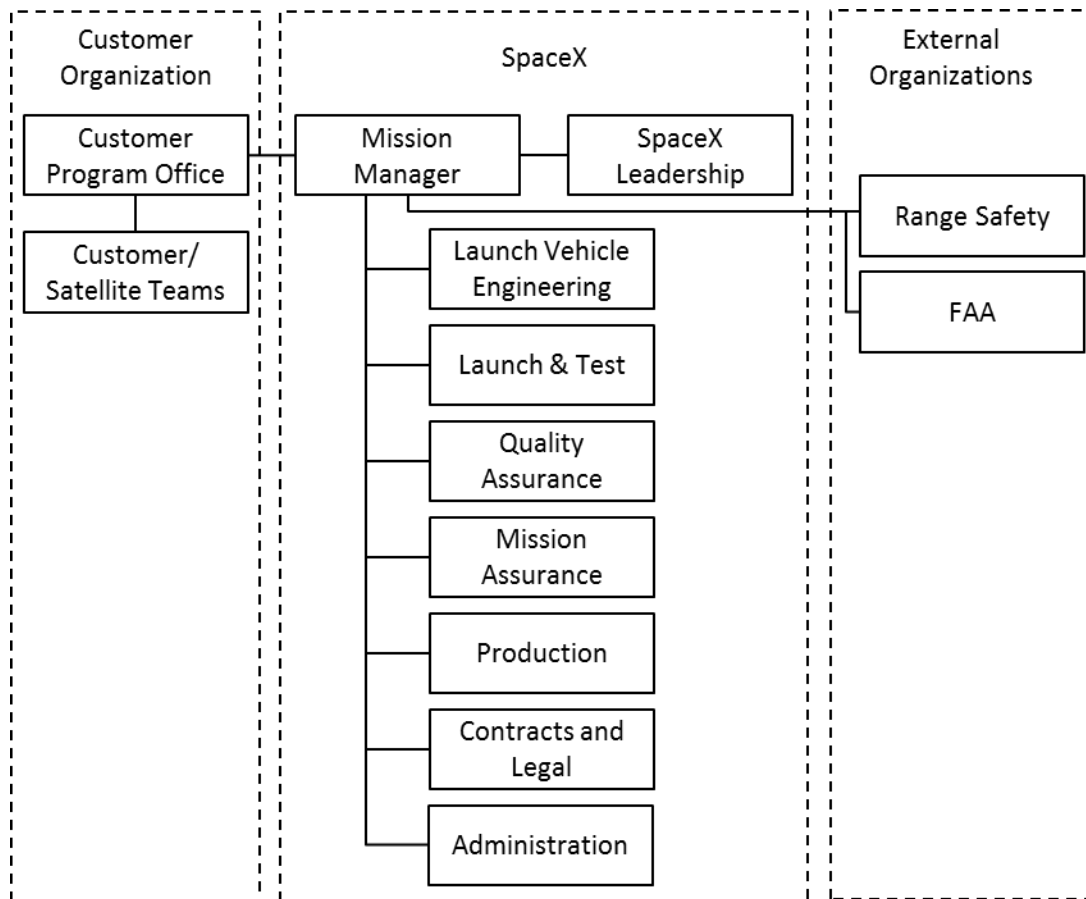 Customer
Organization
SpaceX
External
Organizations
Customer
Program Office
Mission
Manager
SpaceX
Leadership
Range Safety
Customer/
Satellite Teams
Launch Vehicle
Engineering
FAA
Launch & Test
Quality
Assurance
Mission
Assurance
Production
Contracts and
Legal
Administration